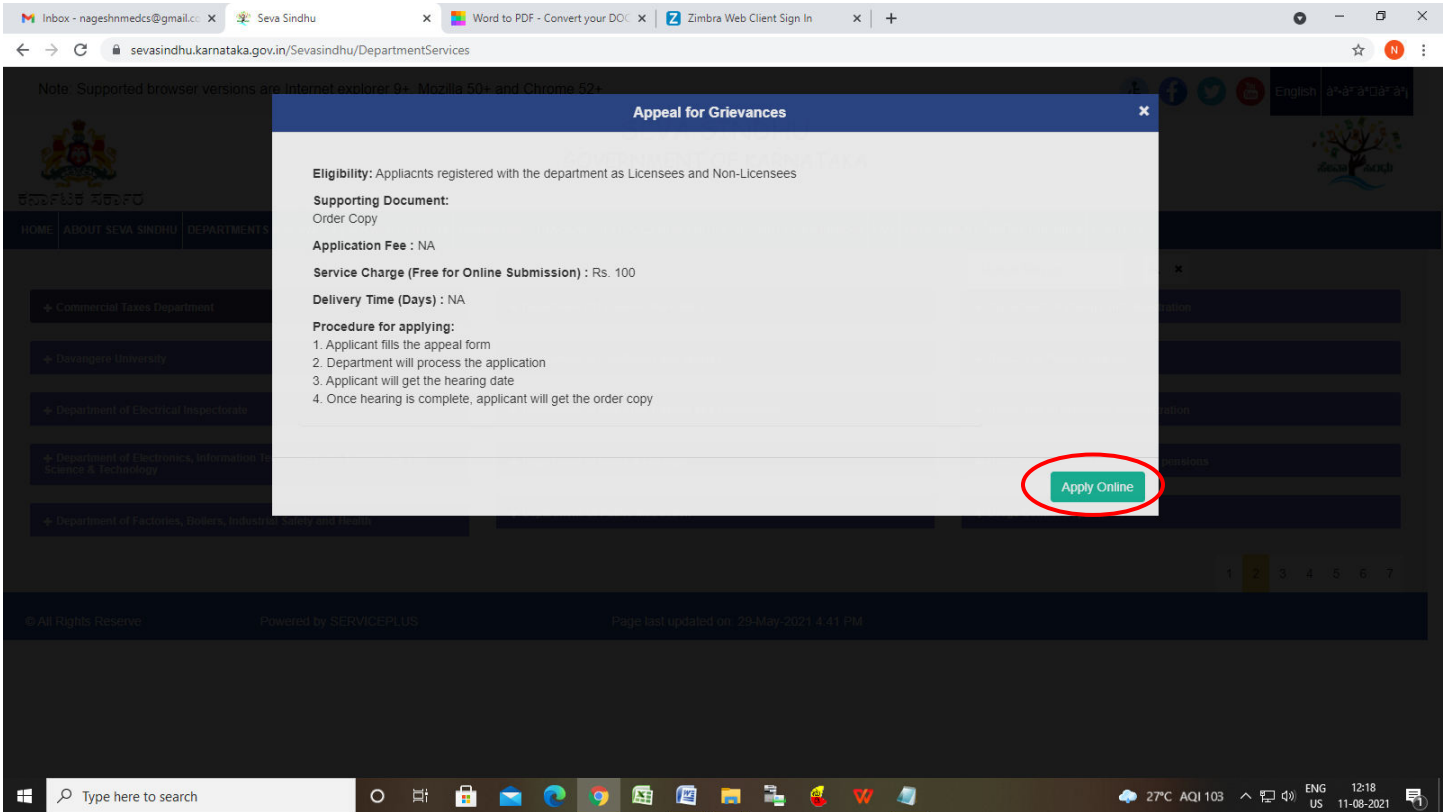 Inbox - nageshnmedcs@gmail.co
Seva Sindhu
Word to PDF - Convert your DOC
Zimbra Web Client Sign In
sevasindhu.karnataka.gov.in/Sevasindhu/DepartmentServices
N
Note: Supported browser versions are Internet explorer 9+, Mozilla 50+ and Chrome 52+
English
Appeal for Grievances
GOVERNMENT OF KARNATAKA
ಕರ್ನಾಟಕ ಸರ್ಕಾರ
ಸೇವಾ ಸಿಂಧು
Eligibility: Appliacnts registered with the department as Licensees and Non-Licensees
Supporting Document:
Order Copy
HOME ABOUT SEVA SINDHU DEPARTMENTS
Application Fee : NA
Service Charge (Free for Online Submission) : Rs. 100
Delivery Time (Days) : NA
+ Commercial Taxes Department
Procedure for applying:
1. Applicant fills the appeal form
2. Department will process the application
3. Applicant will get the hearing date
4. Once hearing is complete, applicant will get the order copy
+ Davangere University
+ Department of Electrical Inspectorate
+ Department of Electronics, Information Te
Science & Technology
pensions
Apply Online
+ Department of Factories, Boilers, Industrial Safety and Health
1 2 3 4 5 6 7
© All Rights Reserve
Powered by SERVICEPLUS
Page last updated on: 29-May-2021 4:41 PM
Type here to search
27°C AQI 103
ENG
US
12:18
11-08-2021
1